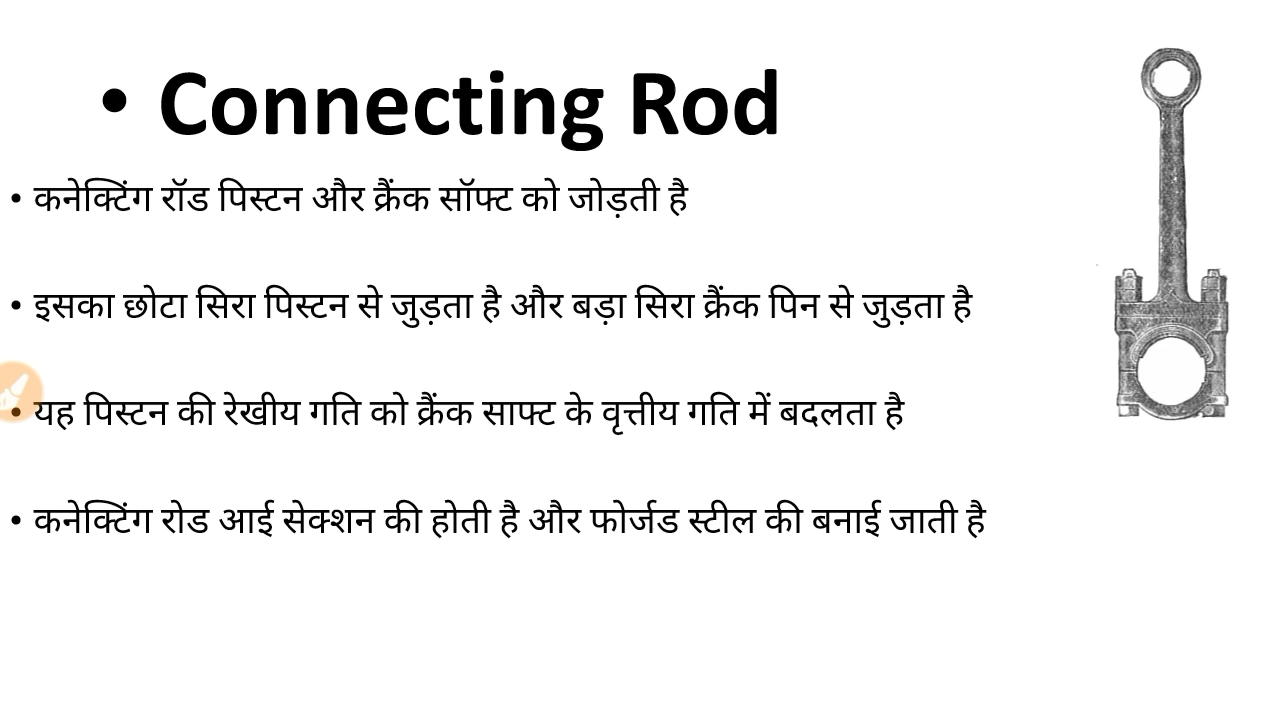 • Connecting Rod
• कनेक्टिंग रॉड पिस्टन और क्रैंक सॉफ्ट को जोड़ती है
• इसका छोटा सिरा पिस्टन से जुड़ता है और बड़ा सिरा क्रैंक पिन से जुड़ता है
• यह पिस्टन की रेखीय गति को क्रैंक साफ्ट के वृत्तीय गति में बदलता है
• कनेक्टिंग रोड आई सेक्शन की होती है और फोर्जड स्टील की बनाई जाती है